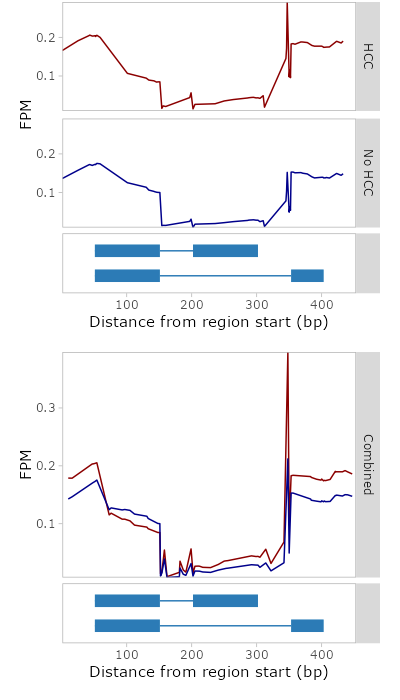 0.2
0.1
HCC
FPM
0.2
0.1
No HCC
100 200 300 400
Distance from region start (bp)
0.3
0.2
0.1
FPM
Combined
100 200 300 400
Distance from region start (bp)